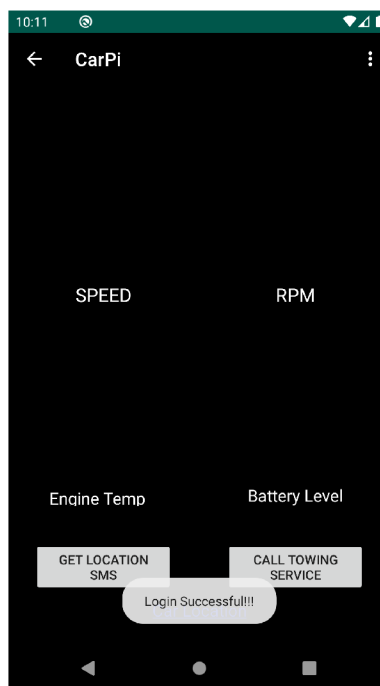 10:11
CarPi
SPEED RPM
Engine Temp Battery Level
GET LOCATION
SMS
CALL TOWING
SERVICE
Login Successful!!!